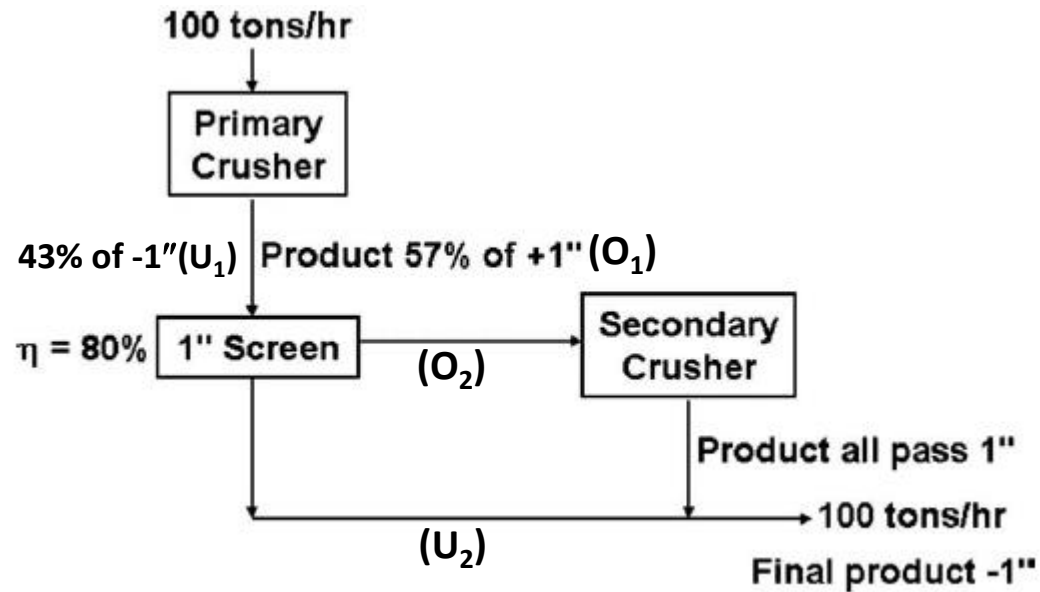 100 tons/hr
Primary
Crusher
43% of -1″(U₁)
Product 57% of +1" (O₁)
η = 80%
1" Screen
(O₂)
Secondary
Crusher
Product all pass 1"
(U₂)
100 tons/hr
Final product -1"